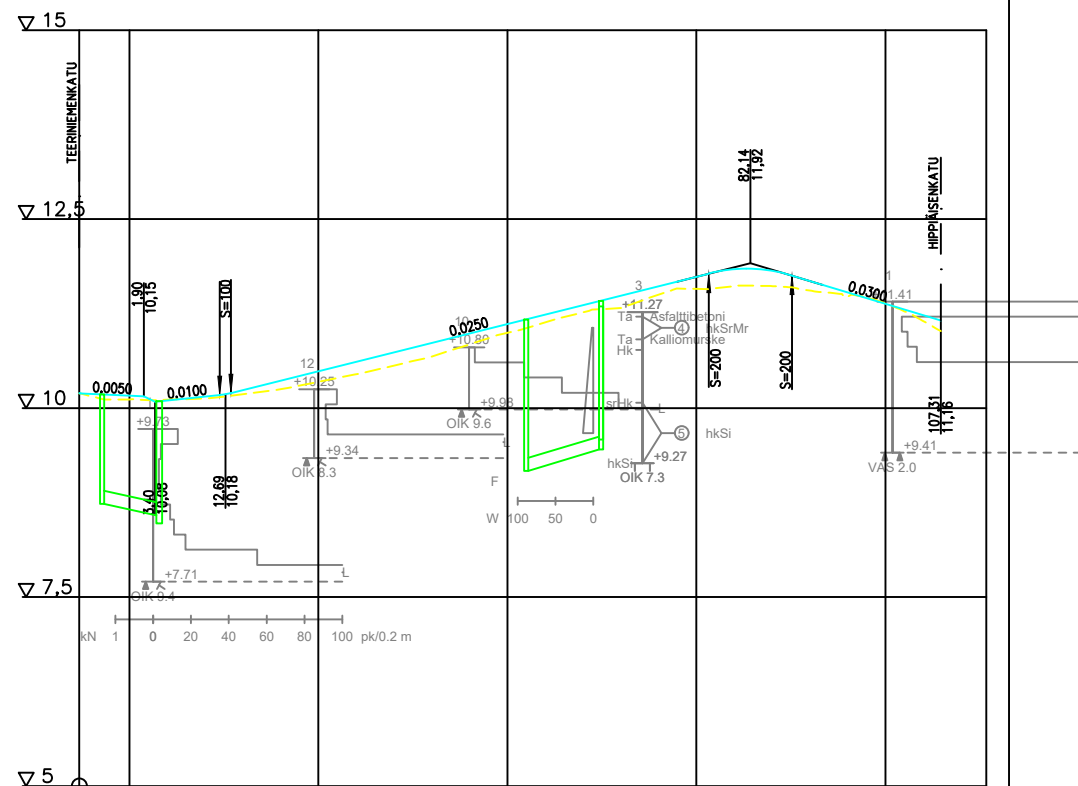 15
TEERINIEMENKATU
82,14
11,92
HIPPIÄISENKATU
12,5
1,90
10,15
S=100
3
1
+11.27
Ta
Asfalttibetoni
4
hkSrMr
Ta
Kalliomurske
Hk
0.0300
10
0.0250
+10.80
12
+10.25
S=200
S=200
0.0050
0.0100
10
+9.73
+9.98
OIK 9.6
srHk
107,31
11,16
5
hkSi
+9.34
OIK 8.3
hkSi
+9.27
OIK 7.3
+9.41
VAS 2.0
3,40
12,69
10,18
F
W
100
50
0
+7.71
OIK 9.4
7,5
kN
1
0
20
40
60
80
100
pk/0.2 m
5